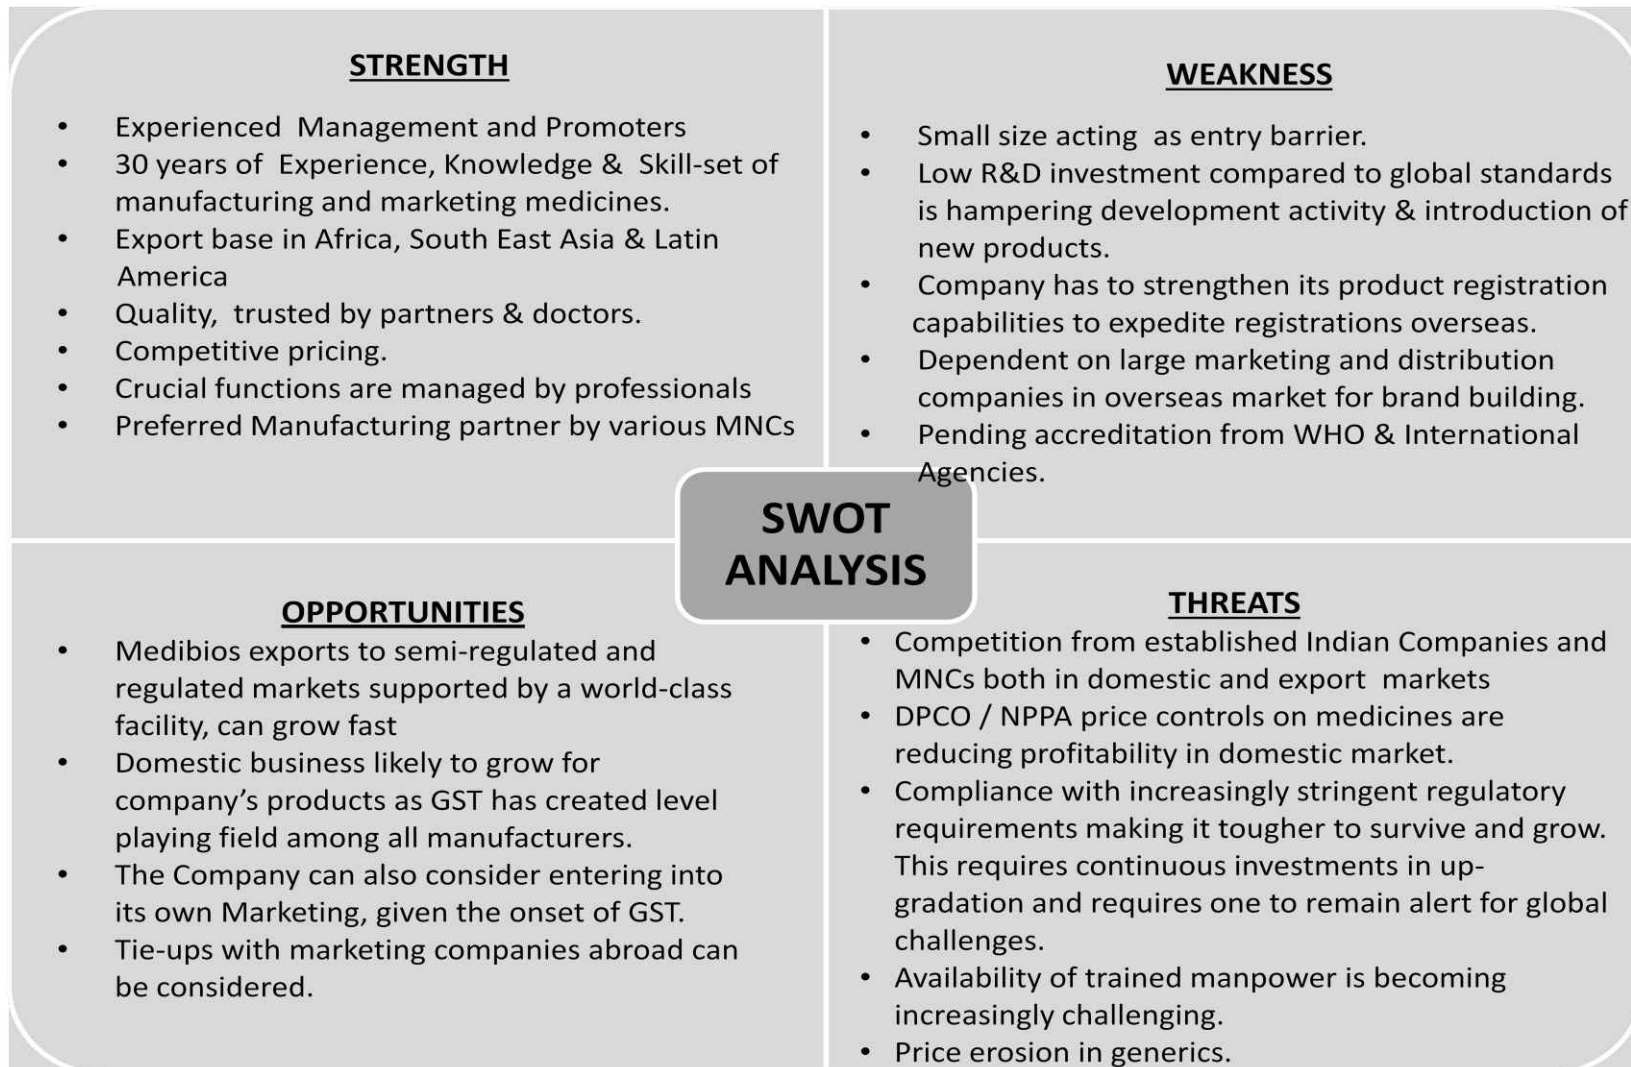 STRENGTH
• Experienced Management and Promoters
• 30 years of Experience, Knowledge & Skill-set of
manufacturing and marketing medicines.
• Export base in Africa, South East Asia & Latin
America
• Quality, trusted by partners & doctors.
• Competitive pricing.
• Crucial functions are managed by professionals
• Preferred Manufacturing partner by various MNCs
WEAKNESS
• Small size acting as entry barrier.
• Low R&D investment compared to global standards
is hampering development activity & introduction of
new products.
• Company has to strengthen its product registration
capabilities to expedite registrations overseas.
• Dependent on large marketing and distribution
companies in overseas market for brand building.
• Pending accreditation from WHO & International
Agencies.
SWOT
ANALYSIS
OPPORTUNITIES
• Medibios exports to semi-regulated and
regulated markets supported by a world-class
facility, can grow fast
• Domestic business likely to grow for
company’s products as GST has created level
playing field among all manufacturers.
• The Company can also consider entering into
its own Marketing, given the onset of GST.
• Tie-ups with marketing companies abroad can
be considered.
THREATS
• Competition from established Indian Companies and
MNCs both in domestic and export markets
• DPCO / NPPA price controls on medicines are
reducing profitability in domestic market.
• Compliance with increasingly stringent regulatory
requirements making it tougher to survive and grow.
This requires continuous investments in up-
gradation and requires one to remain alert for global
challenges.
• Availability of trained manpower is becoming
increasingly challenging.
• Price erosion in generics.